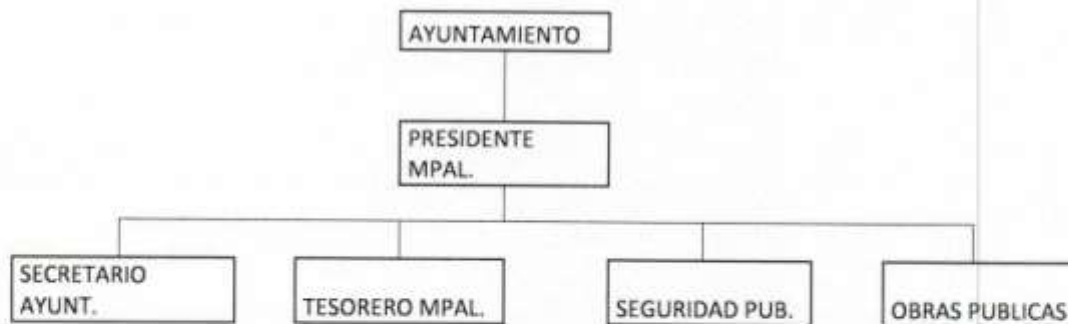 AYUNTAMIENTO
PRESIDENTE
MPAL.
SECRETARIO
AYUNT.
TESORERO MPAL.
SEGURIDAD PUB.
OBRAS PUBLICAS